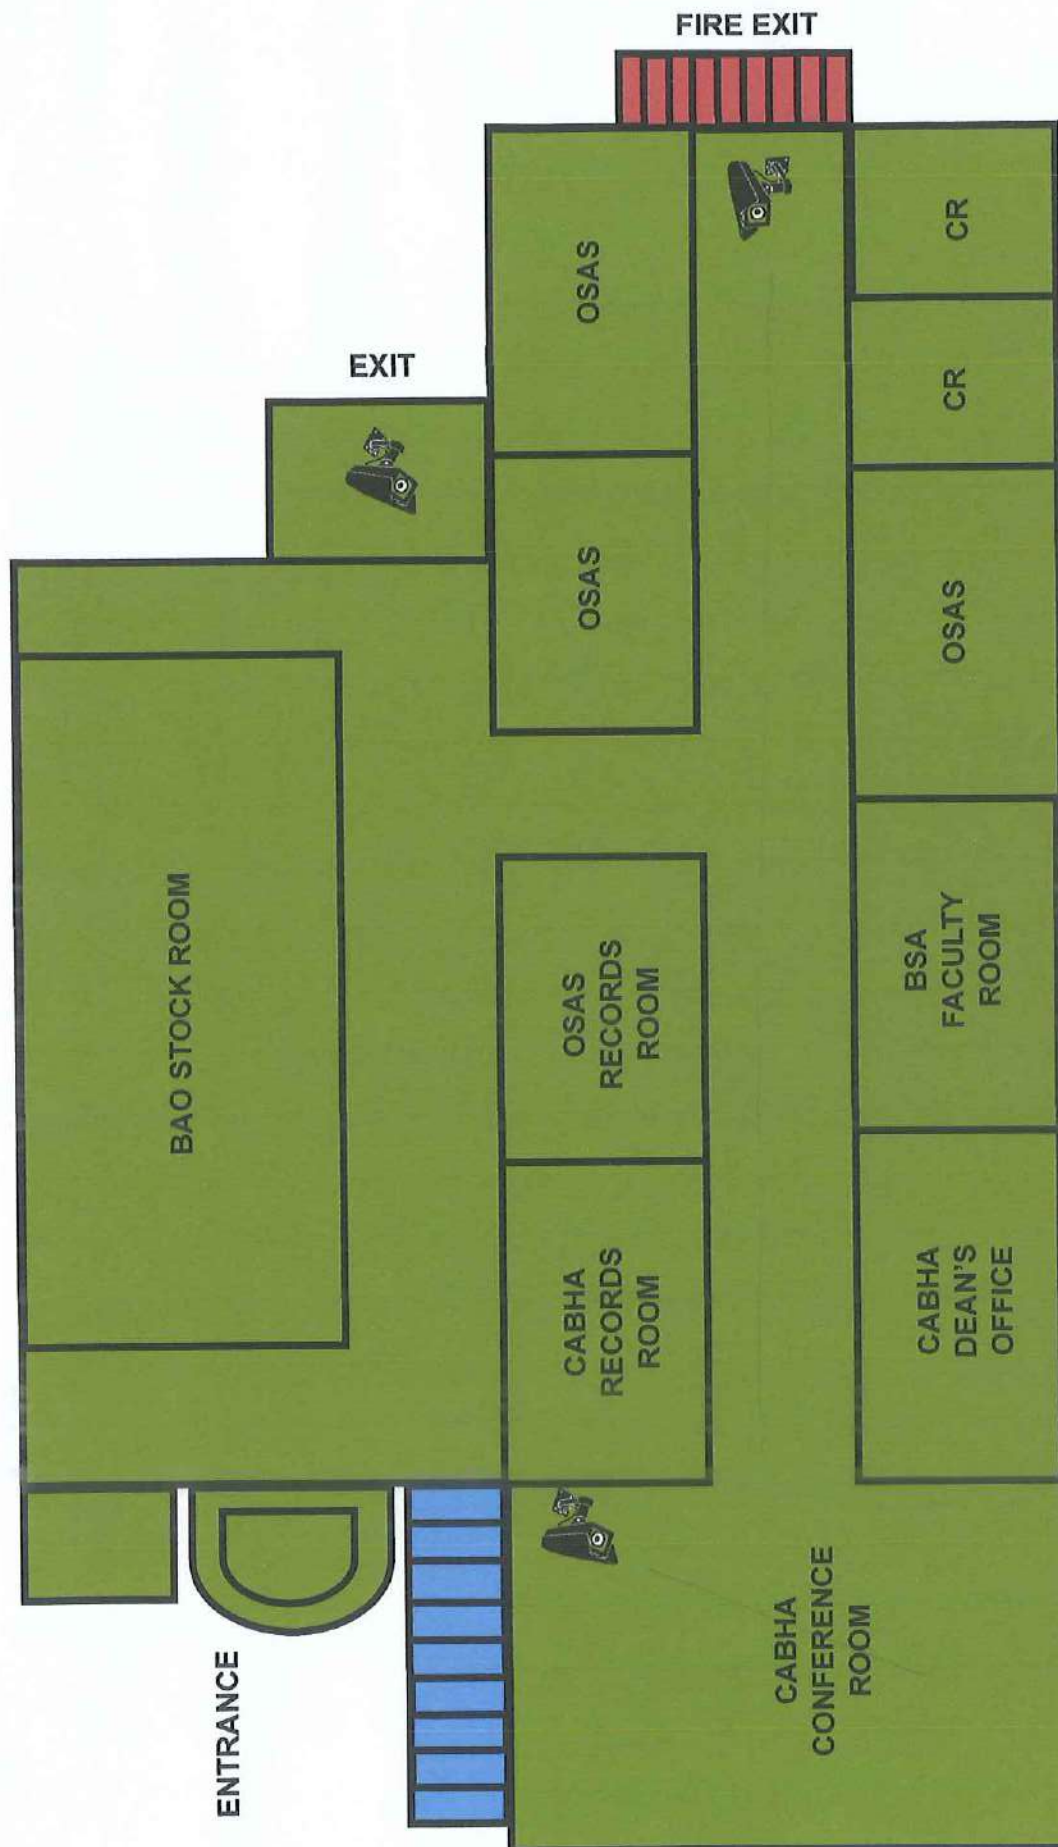 FIRE EXIT
EXIT
OSAS
CR
CR
OSAS
OSAS
BAO STOCK ROOM
OSAS
RECORDS
ROOM
BSA
FACULTY
ROOM
CABHA
RECORDS
ROOM
CABHA
DEAN'S
OFFICE
ENTRANCE
CABHA
CONFERENCE
ROOM